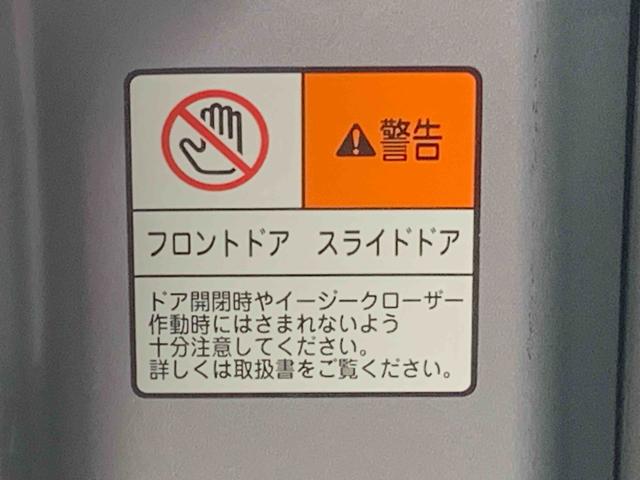 ⚠警告
フロントドア　スライドドア
ドア開閉時やイージークローザー
作動時にはさまれないよう
十分注意してください。
詳しくは取扱書をご覧ください。